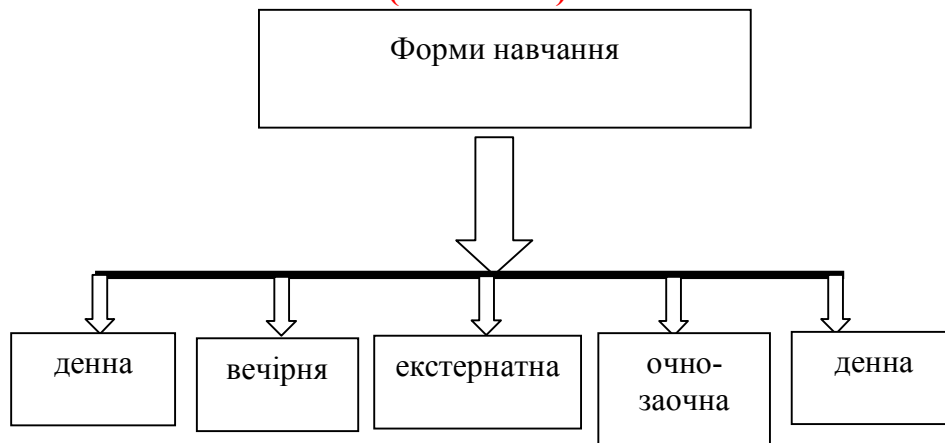 Форми навчання
денна
вечірня
екстернатна
очно-
заочна
денна